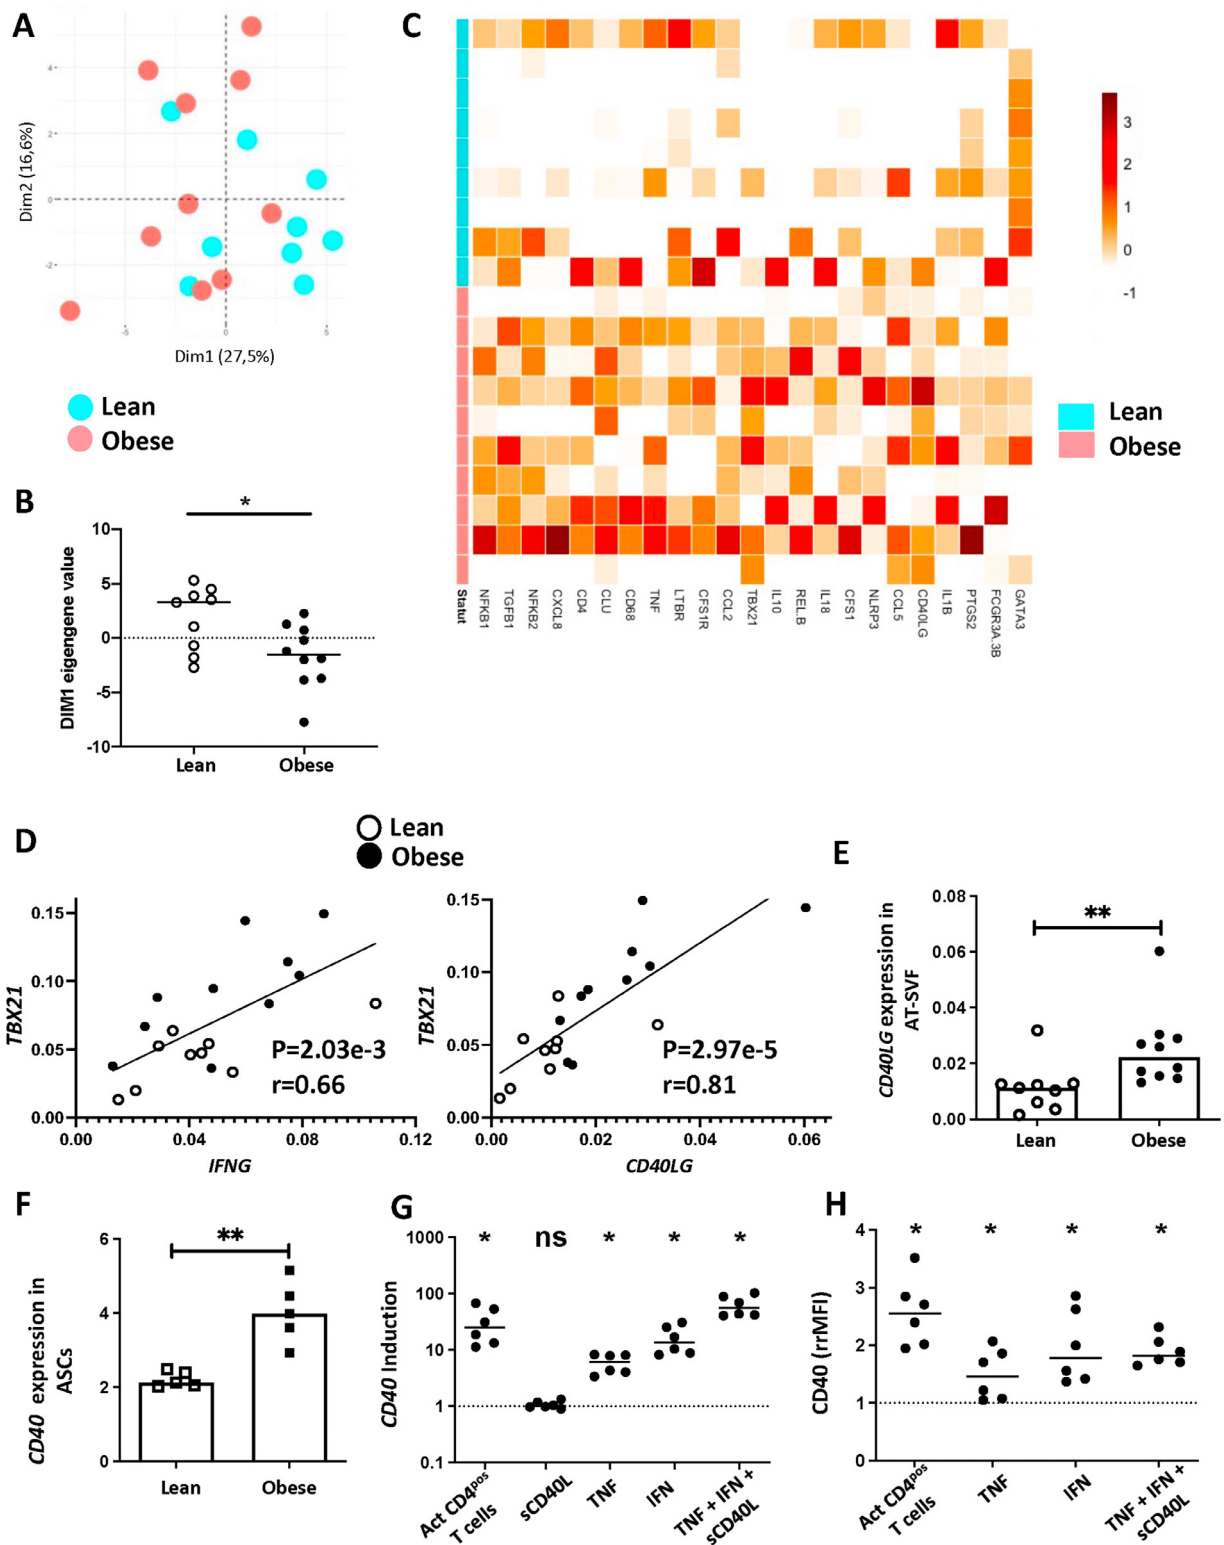 A
Dim2 (16,6%)
4
2
0
-2
-5
0
5
Dim1 (27,5%)
Lean
Obese
B
*
DIM1 eigengene value
10
5
0
-5
-10
Lean
Obese
C
3
2
1
0
-1
Lean
Obese
Statut
NFKB1
TGFB1
NFKB2
CXCL8
CD4
CLU
CD68
TNF
LTBR
CFS1R
CCL2
TBX21
IL10
REL.B
IL18
CFS1
NLRP3
CCL5
CD40LG
IL1B
PTGS2
FCGR3A.3B
GATA3
D
Lean
Obese
TBX21
0.15
0.10
0.05
0.00
P=2.03e-3
r=0.66
0.00
0.04
0.08
0.12
IFNG
TBX21
0.15
0.10
0.05
0.00
P=2.97e-5
r=0.81
0.00
0.02
0.04
0.06
CD40LG
E
CD40LG expression in
AT-SVF
0.08
0.06
0.04
0.02
0.00
**
Lean
Obese
F
CD40 expression in
ASCs
6
4
2
0
**
Lean
Obese
G
CD40 Induction
1000
100
10
1
0.1
* ns * * *
Act CD4pos
T cells
sCD40L
TNF
IFN
TNF + IFN +
sCD40L
H
CD40 (rrMFI)
4
3
2
1
0
* * * *
Act CD4pos
T cells
TNF
IFN
TNF + IFN +
sCD40L